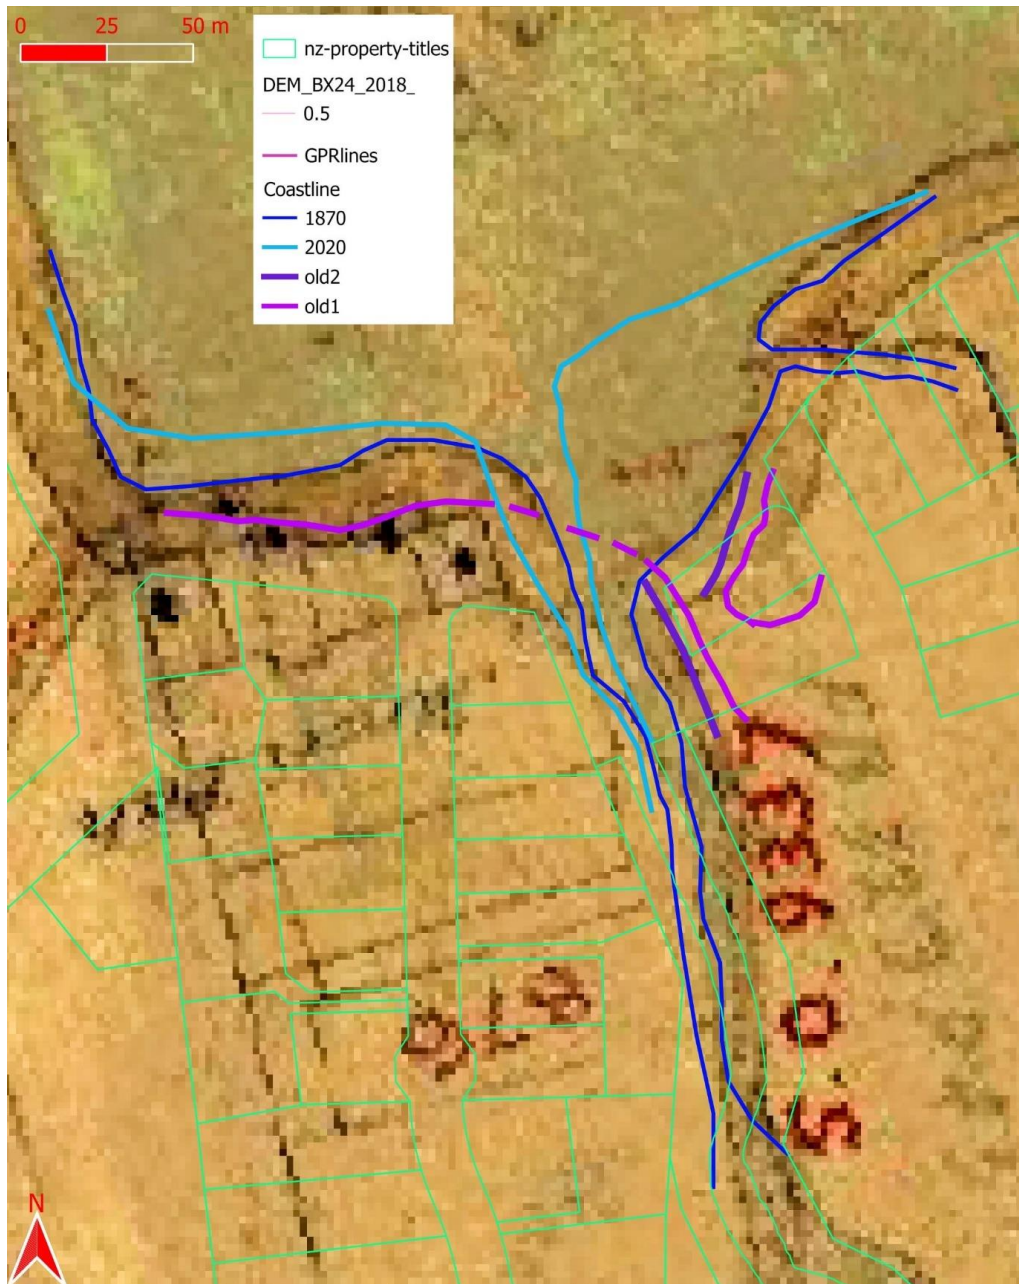 0 25 50 m
nz-property-titles
DEM_BX24_2018_
0.5
GPRlines
Coastline
1870
2020
old2
old1
N